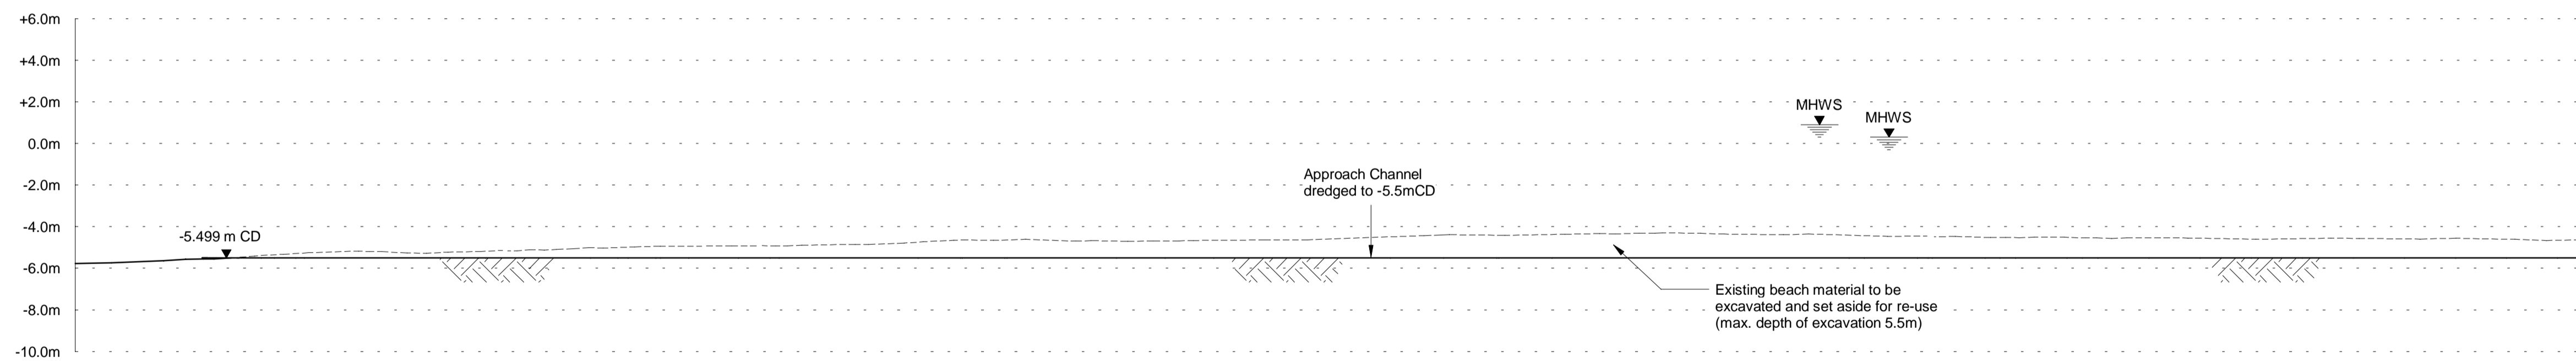 +6.0m
+4.0m
+2.0m
0.0m
-2.0m
-4.0m
-6.0m
-8.0m
-10.0m
-5.499 m CD
Approach Channel
dredged to -5.5mCD
MHWS
MHWS
Existing beach material to be
excavated and set aside for re-use
(max. depth of excavation 5.5m)